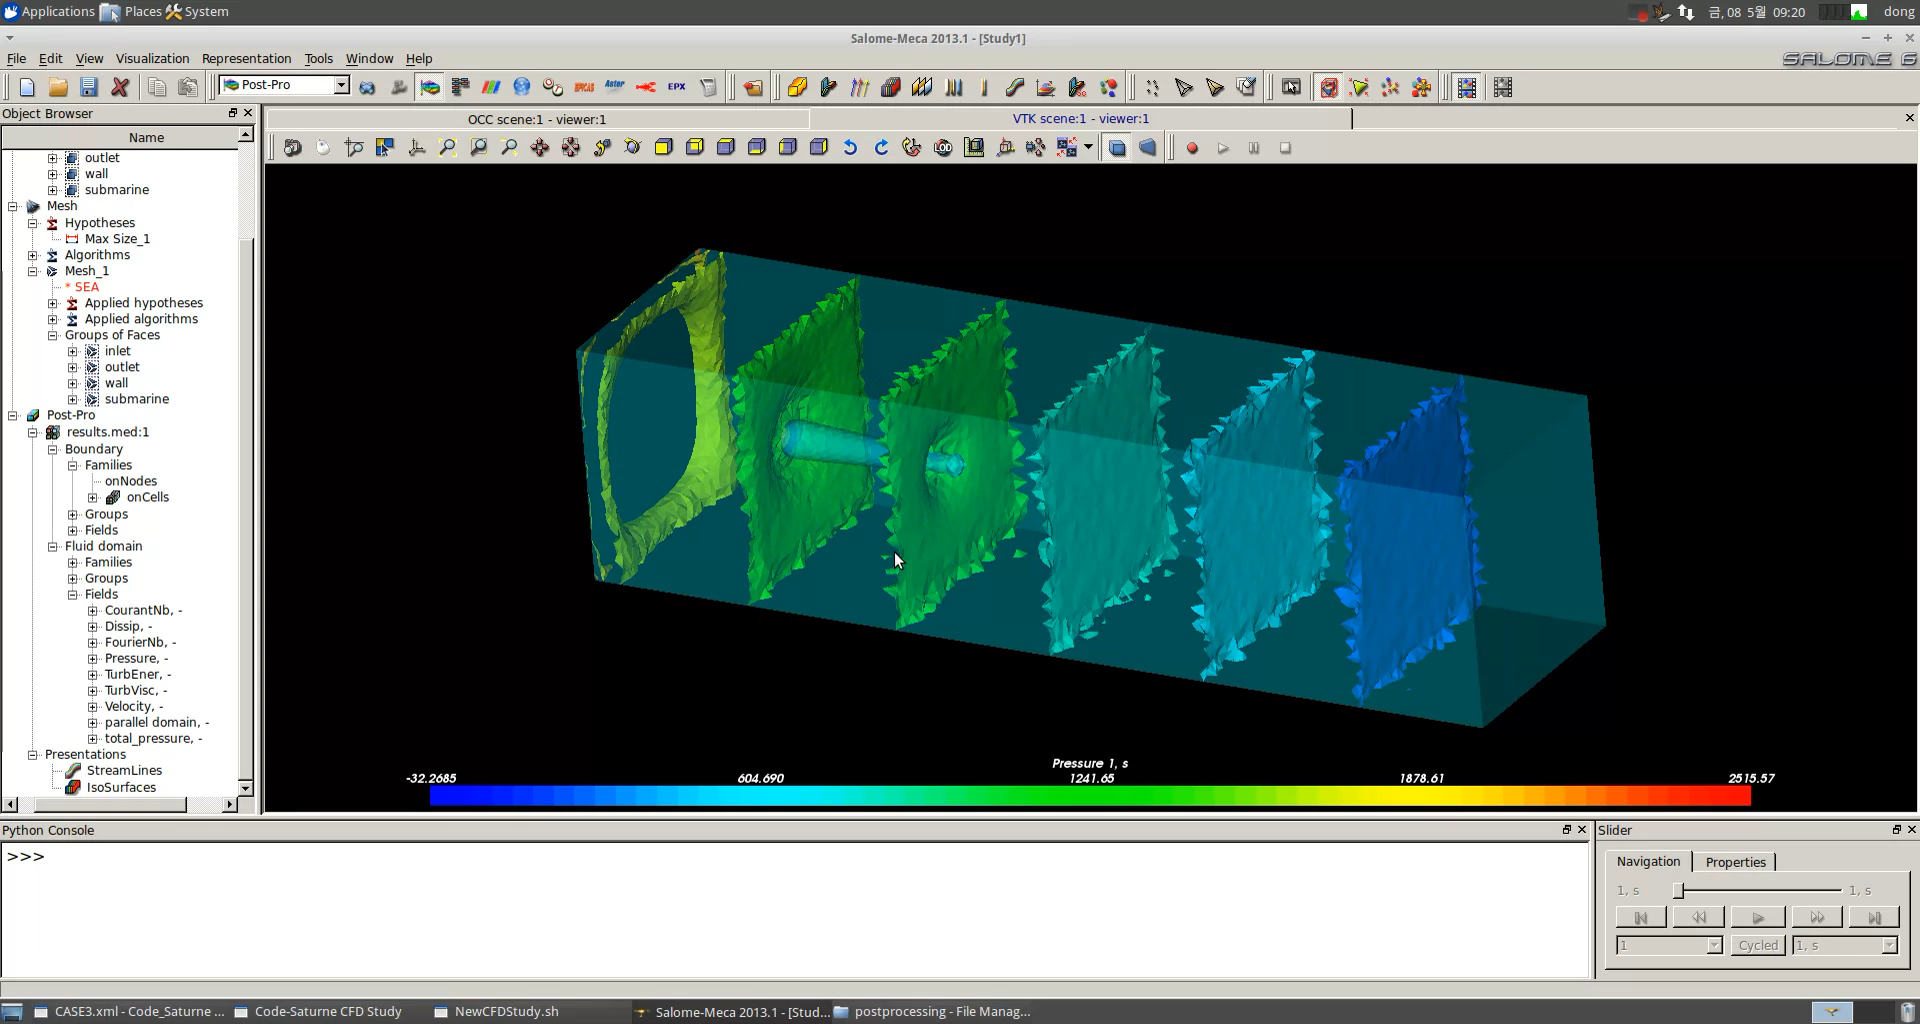 Applications Places System
금, 08 5월 09:20
dong
Salome-Meca 2013.1 - [Study1]
File Edit View Visualization Representation Tools Window Help
SALOME 6
Post-Pro
Aster
EPX
Object Browser
OCC scene:1 - viewer:1
VTK scene:1 - viewer:1
Name
LOD
outlet
wall
submarine
Mesh
Hypotheses
Max Size_1
Algorithms
Mesh_1
* SEA
Applied hypotheses
Applied algorithms
Groups of Faces
inlet
outlet
wall
submarine
Post-Pro
results.med:1
Boundary
Families
onNodes
onCells
Groups
Fields
Fluid domain
Families
Groups
Fields
CourantNb, -
Dissip, -
FourierNb, -
Pressure, -
TurbEner, -
TurbVisc, -
Velocity, -
parallel domain, -
total_pressure, -
Presentations
StreamLines
IsoSurfaces
Pressure 1, s
-32.2685 604.690 1241.65 1878.61 2515.57
Python Console
>>>
Slider
Navigation Properties
1, s 1, s
1 Cycled 1, s
CASE3.xml - Code_Saturne ...
Code-Saturne CFD Study
NewCFDStudy.sh
Salome-Meca 2013.1 - [Stud...
postprocessing - File Manag...